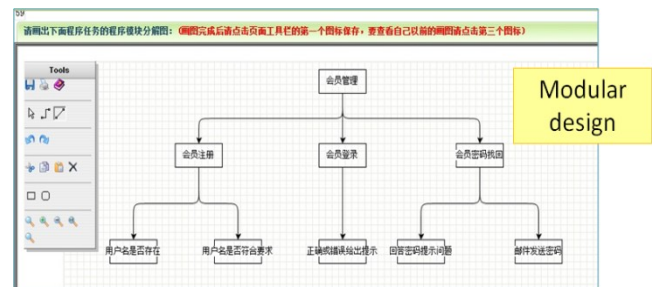 59
请画出下面程序任务的程序模块分解图：（画图完成后请点击页面工具栏的第一个图标保存，要查看自己以前的画图请点击第三个图标）
Tools
会员管理
Modular
design
会员注册
会员登录
会员密码找回
用户名是否存在
用户名是否符合要求
正确或错误给出提示
回答密码提示问题
邮件发送密码